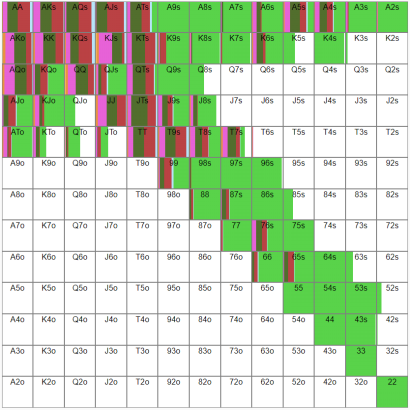 AA AKs AQs AJs ATs A9s A8s A7s A6s A5s A4s A3s A2s
AKo KK KQs KJs KTs K9s K8s K7s K6s K5s K4s K3s K2s
AQo KQo QQ QJs QTs Q9s Q8s Q7s Q6s Q5s Q4s Q3s Q2s
AJo KJo QJo JJ JTs J9s J8s J7s J6s J5s J4s J3s J2s
ATo KTo QTo JTo TT T9s T8s T7s T6s T5s T4s T3s T2s
A9o K9o Q9o J9o T9o 99 98s 97s 96s 95s 94s 93s 92s
A8o K8o Q8o J8o T8o 98o 88 87s 86s 85s 84s 83s 82s
A7o K7o Q7o J7o T7o 97o 87o 77 76s 75s 74s 73s 72s
A6o K6o Q6o J6o T6o 96o 86o 76o 66 65s 64s 63s 62s
A5o K5o Q5o J5o T5o 95o 85o 75o 65o 55 54s 53s 52s
A4o K4o Q4o J4o T4o 94o 84o 74o 64o 54o 44 43s 42s
A3o K3o Q3o J3o T3o 93o 83o 73o 63o 53o 43o 33 32s
A2o K2o Q2o J2o T2o 92o 82o 72o 62o 52o 42o 32o 22